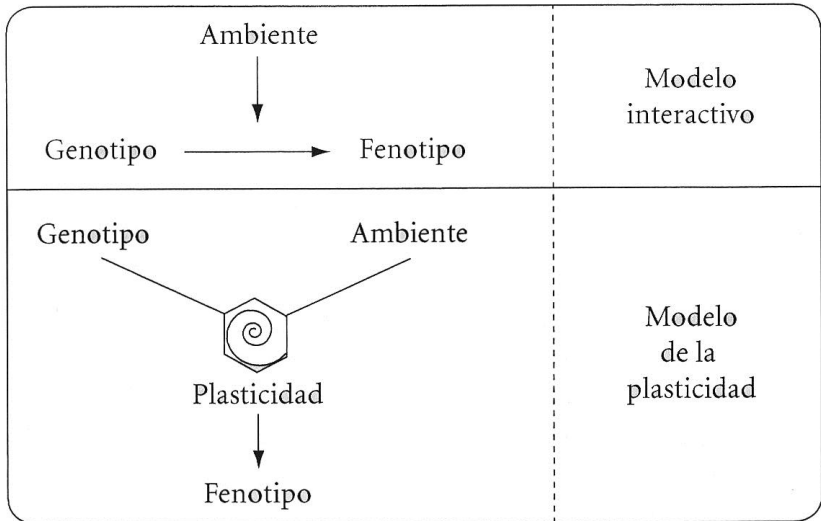 Ambiente
Genotipo
Fenotipo
Modelo
interactivo
Genotipo
Ambiente
Plasticidad
Fenotipo
Modelo
de la
plasticidad